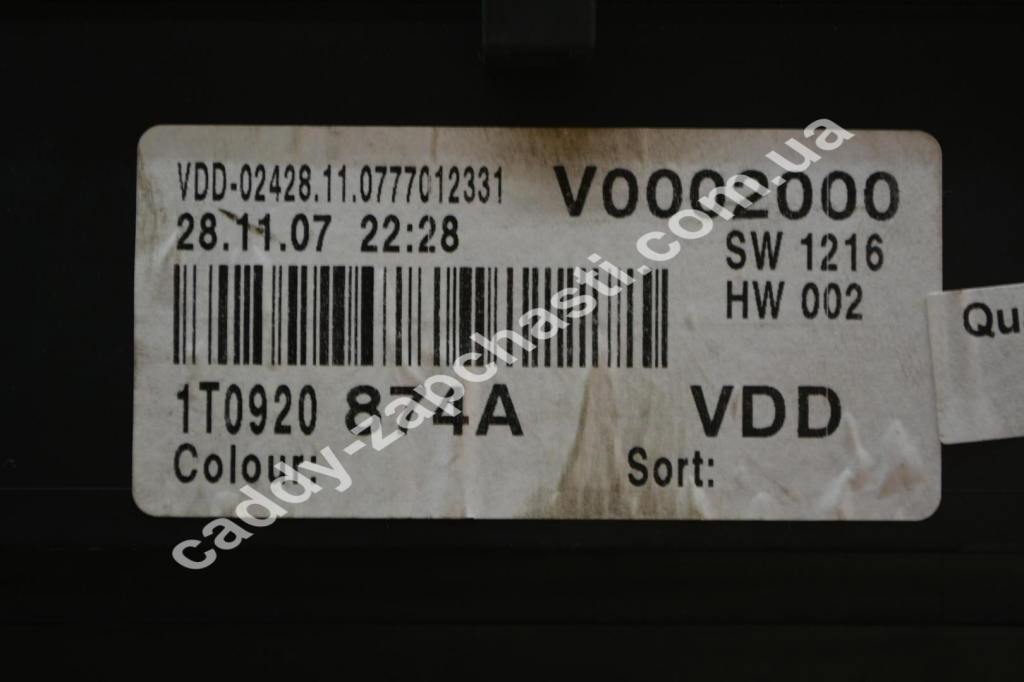 VDD-02428.11.0777012331
V0002000
28.11.07 22:28
SW 1216
HW 002
Qu
1T0920 874A
VDD
Colour:
Sort:
caddy-zapchasti.com.ua